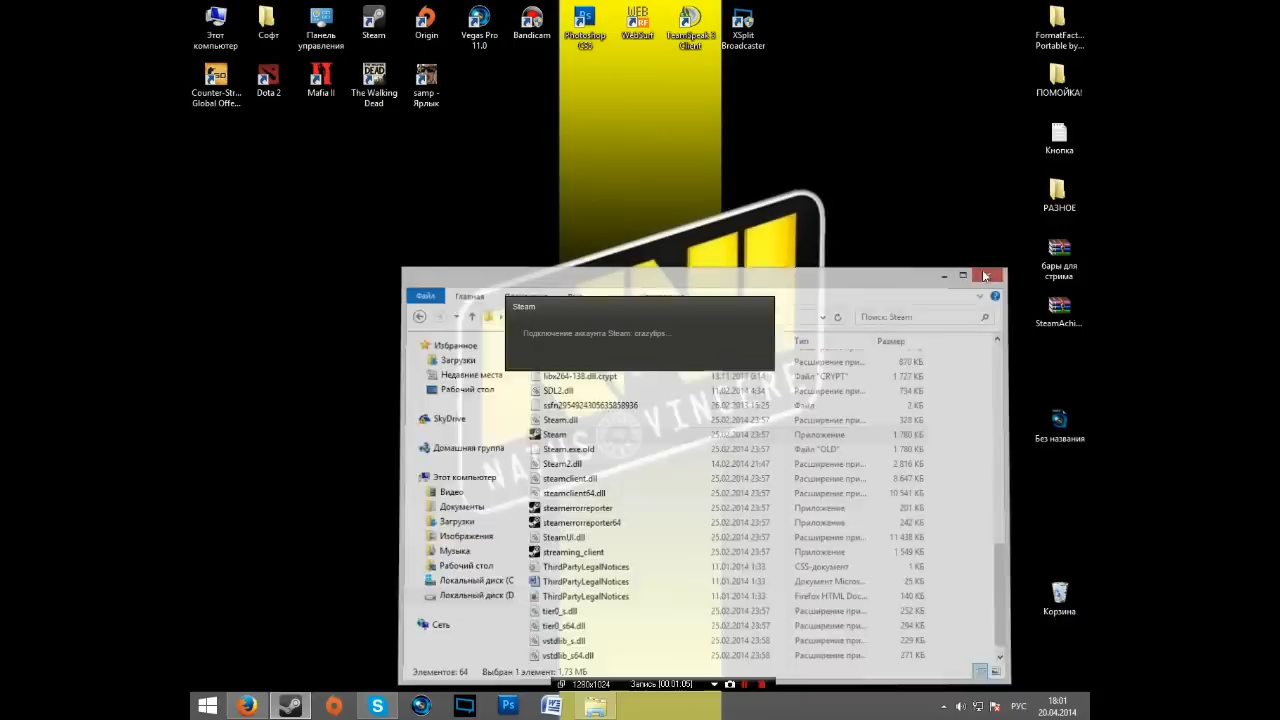 Этот компьютер
Софт
Панель управления
Steam
Origin
Vegas Pro 11.0
Bandicam
Photoshop CS5
WebSurf
TeamSpeak 3 Client
XSplit Broadcaster
FormatFact... Portable by...
Counter-Str... Global Offe...
Dota 2
Mafia II
The Walking Dead
samp - Ярлык
ПОМОЙКА!
Кнопка
РАЗНОЕ
бары для стрима
SteamAchi...
Без названия
Корзина
Файл
Главная
Поиск: Steam
Steam
Подключение аккаунта Steam: crazytips...
Тип Размер
Избранное
Загрузки
Недавние места
Рабочий стол
SkyDrive
Домашняя группа
Этот компьютер
Видео
Документы
Загрузки
Изображения
Музыка
Рабочий стол
Локальный диск (C
Локальный диск (D
Сеть
Расширение при... 870 КБ
libx264-138.dll.crypt 13.11.2013 0:14 Файл "CRYPT" 1 727 КБ
SDL2.dll 11.02.2014 4:34 Расширение при... 734 КБ
ssfn2954924305635858936 26.02.2013 15:25 Файл 2 КБ
Steam.dll 25.02.2014 23:57 Расширение при... 328 КБ
Steam 25.02.2014 23:57 Приложение 1 780 КБ
Steam.exe.old 25.02.2014 23:57 Файл "OLD" 1 780 КБ
Steam2.dll 14.02.2014 21:47 Расширение при... 2 816 КБ
steamclient.dll 25.02.2014 23:57 Расширение при... 8 647 КБ
steamclient64.dll 25.02.2014 23:57 Расширение при... 10 541 КБ
steamerrorreporter 25.02.2014 23:57 Приложение 201 КБ
steamerrorreporter64 25.02.2014 23:57 Приложение 242 КБ
SteamUI.dll 25.02.2014 23:57 Расширение при... 11 438 КБ
streaming_client 25.02.2014 23:57 Приложение 1 549 КБ
ThirdPartyLegalNotices 11.01.2014 1:33 CSS-документ 1 КБ
ThirdPartyLegalNotices 11.01.2014 1:33 Документ Micros... 25 КБ
ThirdPartyLegalNotices 11.01.2014 1:33 Firefox HTML Doc... 140 КБ
tier0_s.dll 25.02.2014 23:57 Расширение при... 252 КБ
tier0_s64.dll 25.02.2014 23:57 Расширение при... 294 КБ
vstdlib_s.dll 25.02.2014 23:58 Расширение при... 229 КБ
vstdlib_s64.dll 25.02.2014 23:58 Расширение при... 271 КБ
NATUS VINCERE
Элементов: 64 Выбран 1 элемент: 1,73 МБ
1280x1024 Запись [00:01:05]
РУС
18:01
20.04.2014